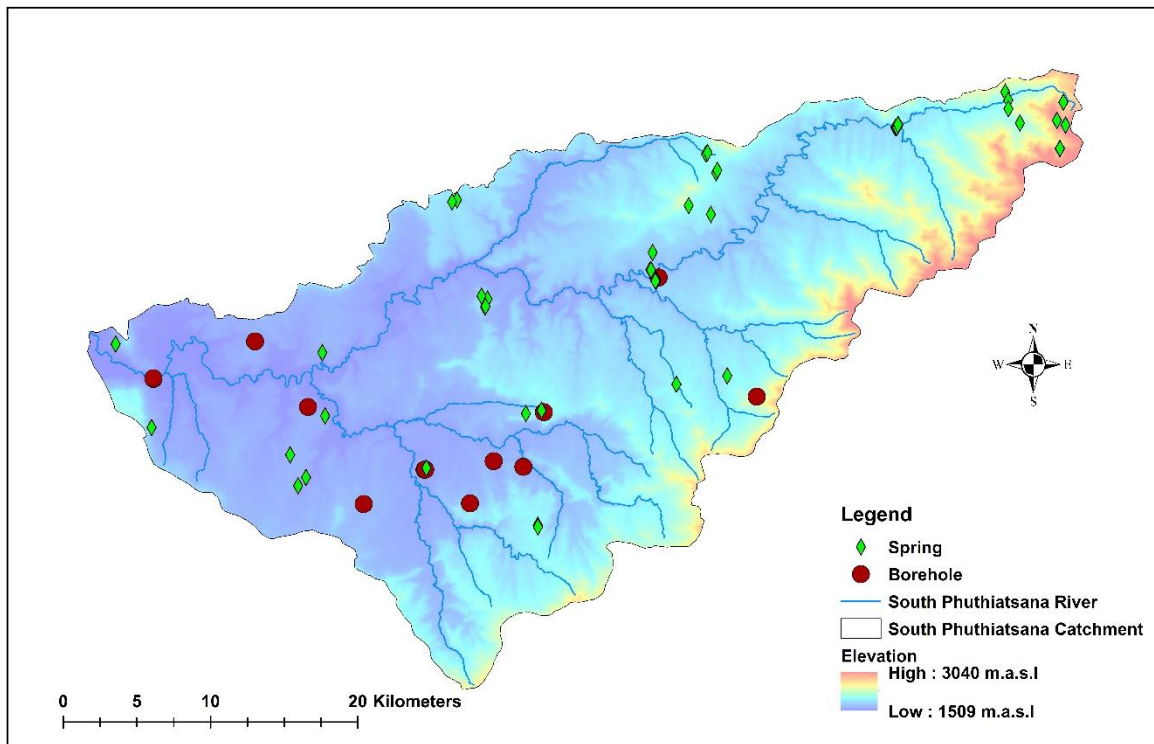 N
W E
S
Legend
Spring
Borehole
South Phuthiatsana River
South Phuthiatsana Catchment
Elevation
High : 3040 m.a.s.l
Low : 1509 m.a.s.l
0 5 10 20 Kilometers